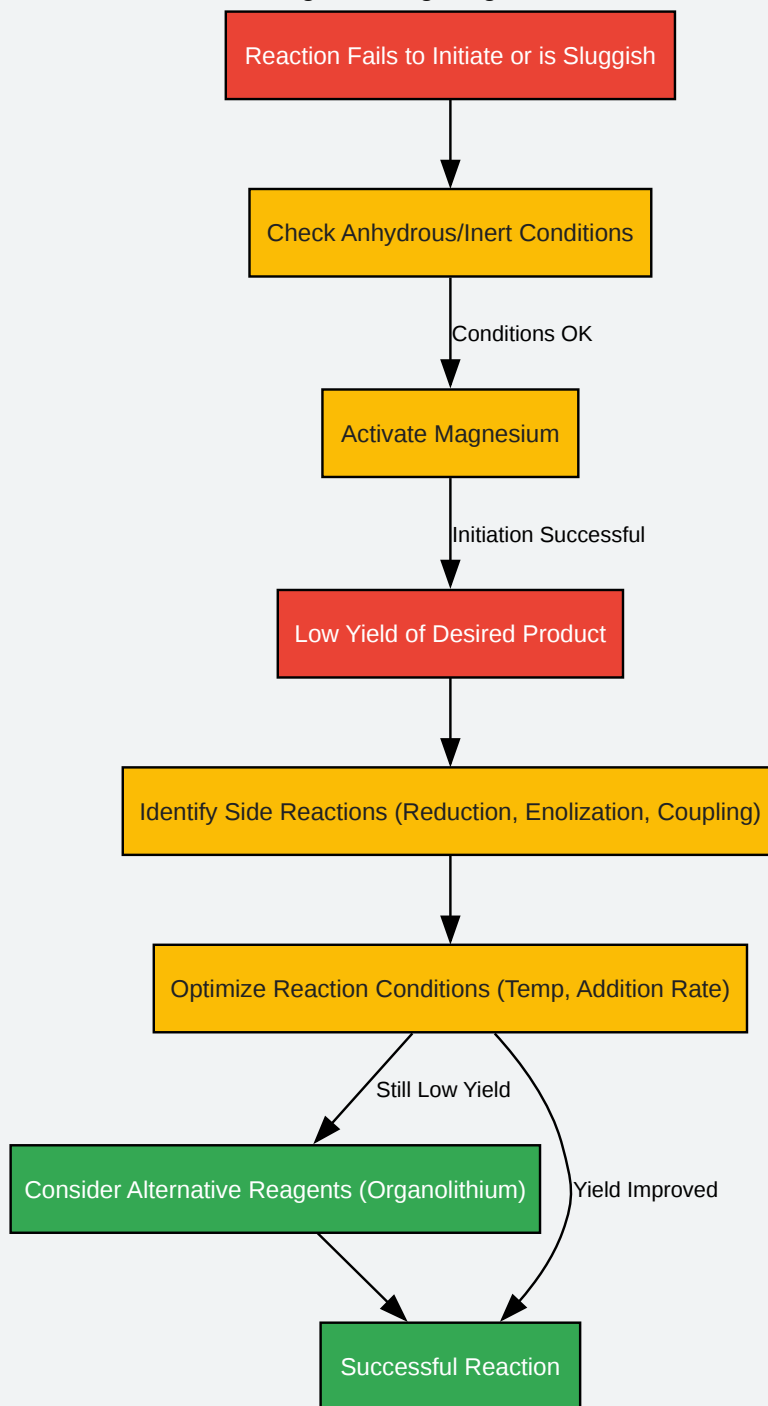 Reaction Fails to Initiate or is Sluggish
Check Anhydrous/Inert Conditions
Conditions OK
Activate Magnesium
Initiation Successful
Low Yield of Desired Product
Identify Side Reactions (Reduction, Enolization, Coupling)
Optimize Reaction Conditions (Temp, Addition Rate)
Still Low Yield
Consider Alternative Reagents (Organolithium)
Yield Improved
Successful Reaction